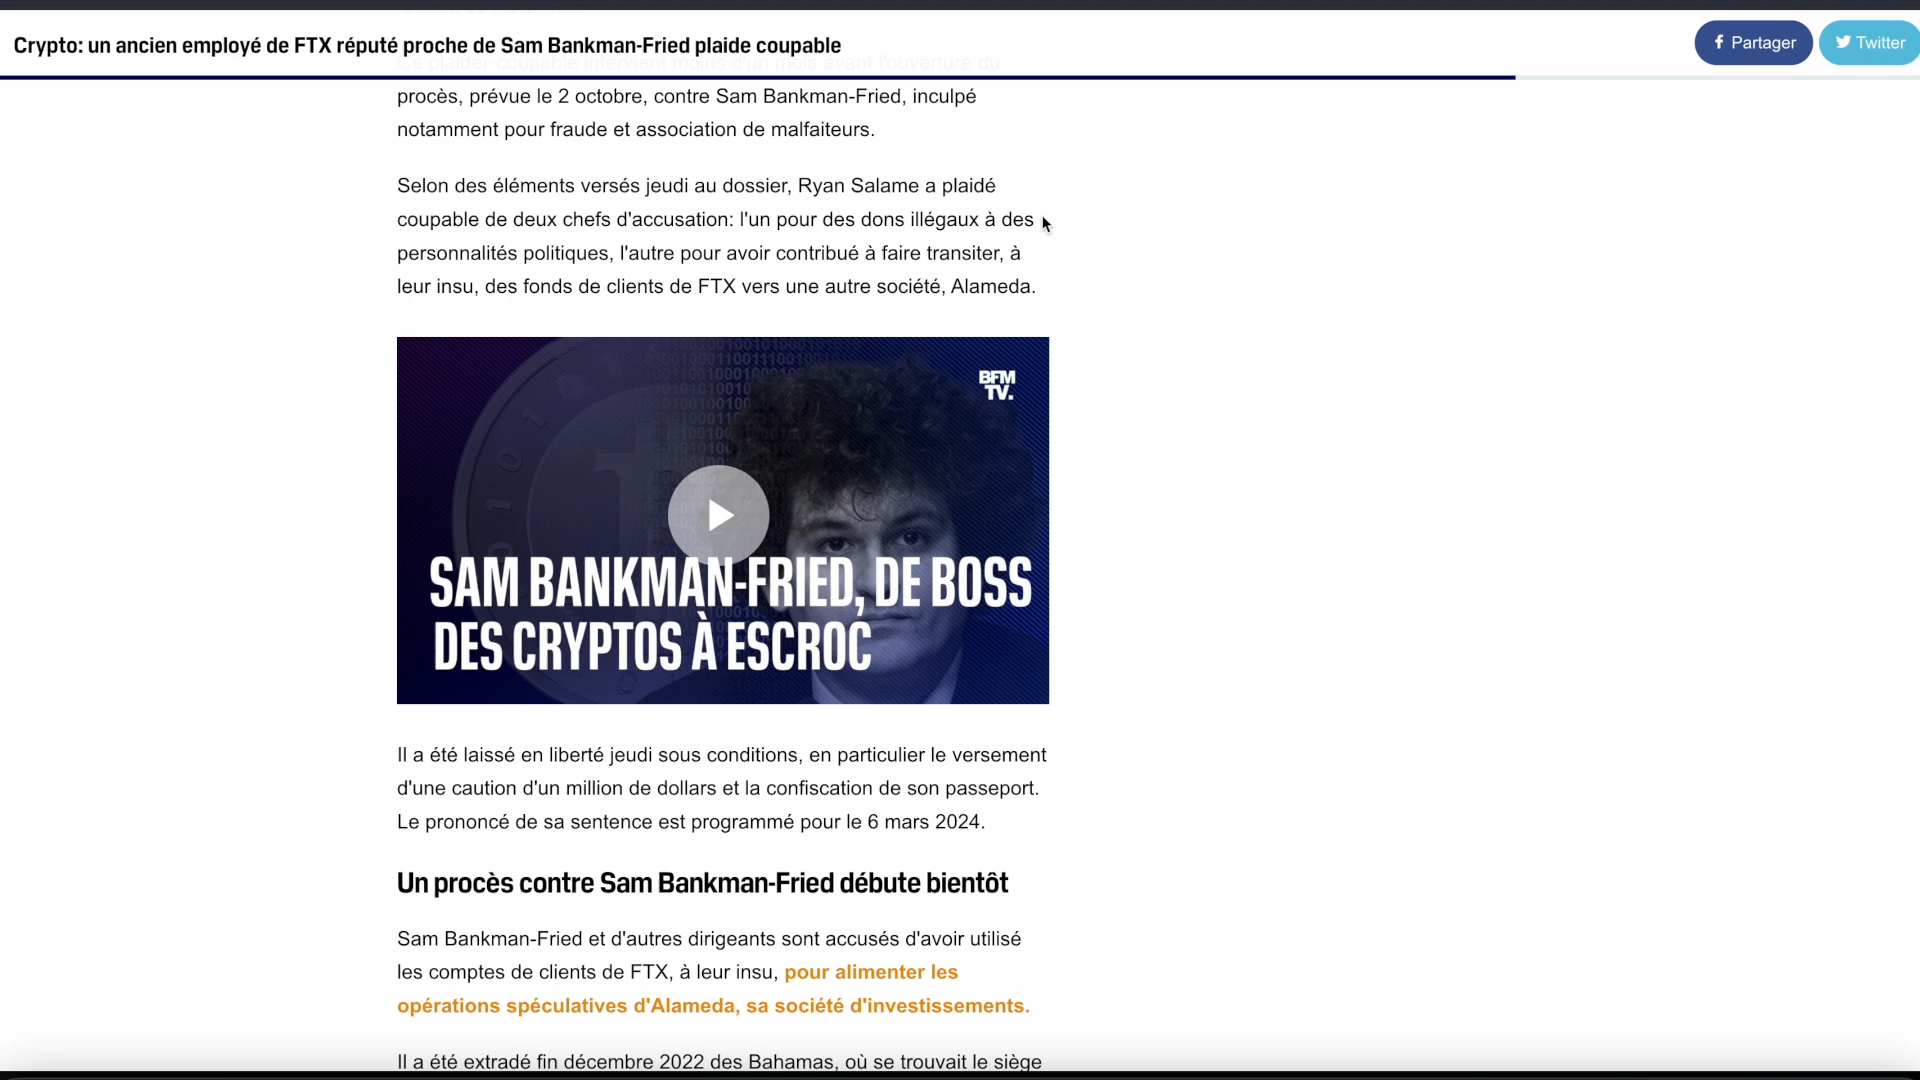 Crypto: un ancien employé de FTX réputé proche de Sam Bankman-Fried plaide coupable
Partager
Twitter
Ce plaider-coupable intervient moins d'un mois avant l'ouverture du
procès, prévue le 2 octobre, contre Sam Bankman-Fried, inculpé
notamment pour fraude et association de malfaiteurs.
Selon des éléments versés jeudi au dossier, Ryan Salame a plaidé
coupable de deux chefs d'accusation: l'un pour des dons illégaux à des
personnalités politiques, l'autre pour avoir contribué à faire transiter, à
leur insu, des fonds de clients de FTX vers une autre société, Alameda.
BFM
TV.
SAM BANKMAN-FRIED, DE BOSS
DES CRYPTOS À ESCROC
Il a été laissé en liberté jeudi sous conditions, en particulier le versement
d'une caution d'un million de dollars et la confiscation de son passeport.
Le prononcé de sa sentence est programmé pour le 6 mars 2024.
Un procès contre Sam Bankman-Fried débute bientôt
Sam Bankman-Fried et d'autres dirigeants sont accusés d'avoir utilisé
les comptes de clients de FTX, à leur insu, pour alimenter les
opérations spéculatives d'Alameda, sa société d'investissements.
Il a été extradé fin décembre 2022 des Bahamas, où se trouvait le siège